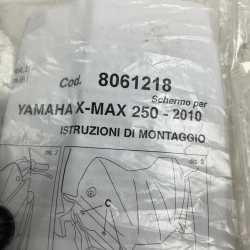 Cod. 8061218
Schermo per
YAMAHA X-MAX 250 - 2010
ISTRUZIONI DI MONTAGGIO
C